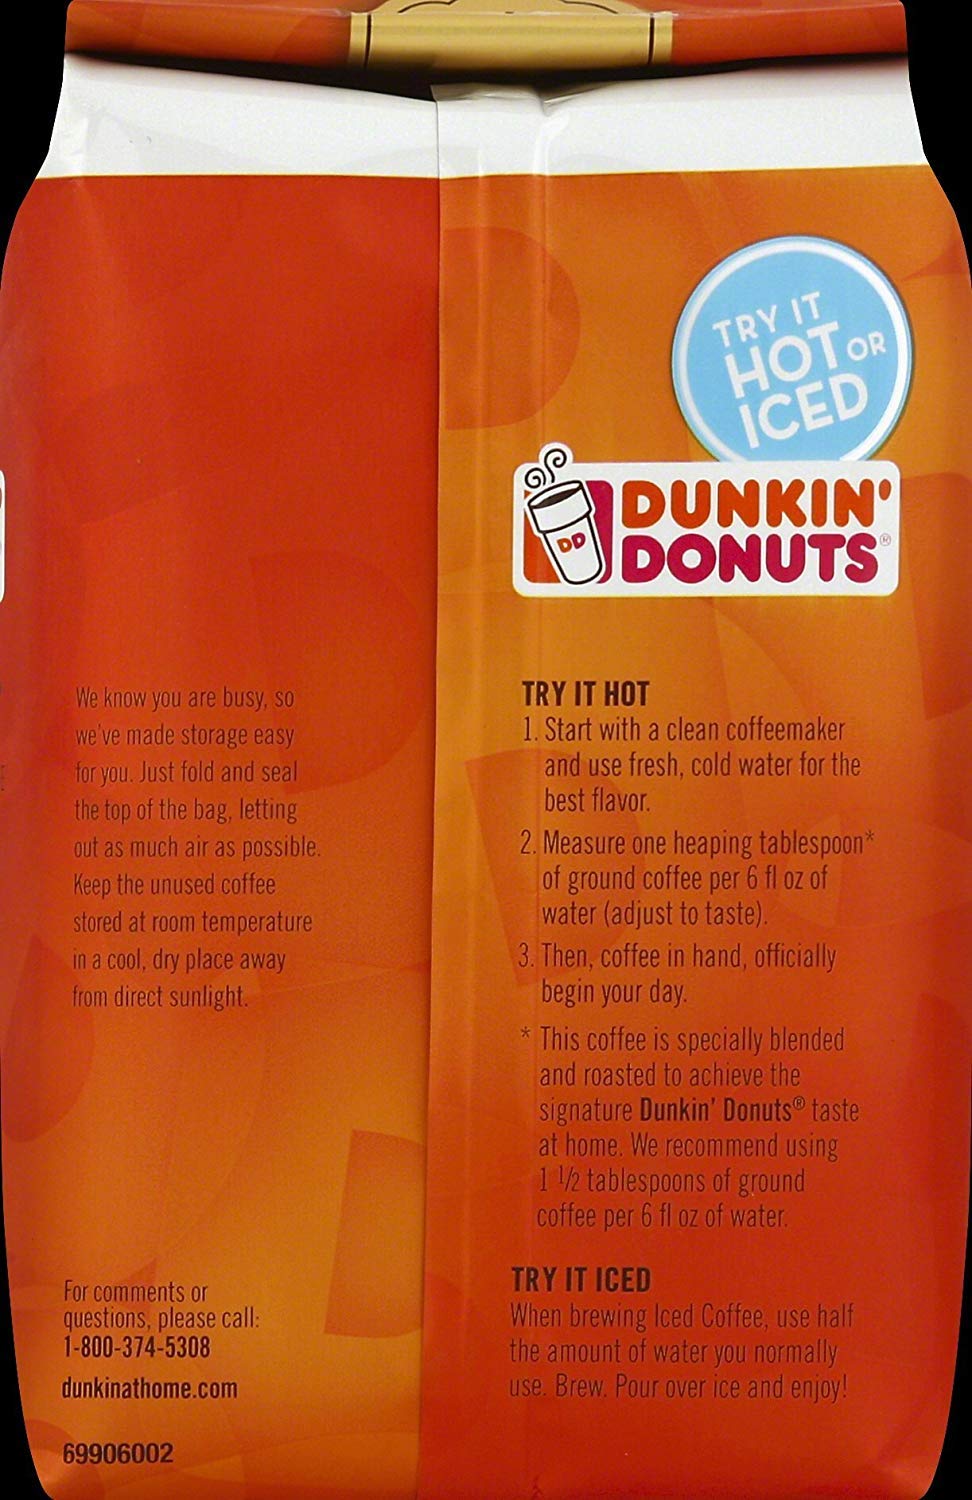 TRY IT
HOT OR
ICED
DD
DUNKIN'
DONUTS®
We know you are busy, so
we've made storage easy
for you. Just fold and seal
the top of the bag, letting
out as much air as possible.
Keep the unused coffee
stored at room temperature
in a cool, dry place away
from direct sunlight.
For comments or
questions, please call:
1-800-374-5308
dunkinathome.com
69906002
TRY IT HOT
1. Start with a clean coffeemaker
and use fresh, cold water for the
best flavor.
2. Measure one heaping tablespoon*
of ground coffee per 6 fl oz of
water (adjust to taste).
3. Then, coffee in hand, officially
begin your day.
* This coffee is specially blended
and roasted to achieve the
signature Dunkin' Donuts® taste
at home. We recommend using
1 1/2 tablespoons of ground
coffee per 6 fl oz of water.
TRY IT ICED
When brewing Iced Coffee, use half
the amount of water you normally
use. Brew. Pour over ice and enjoy!